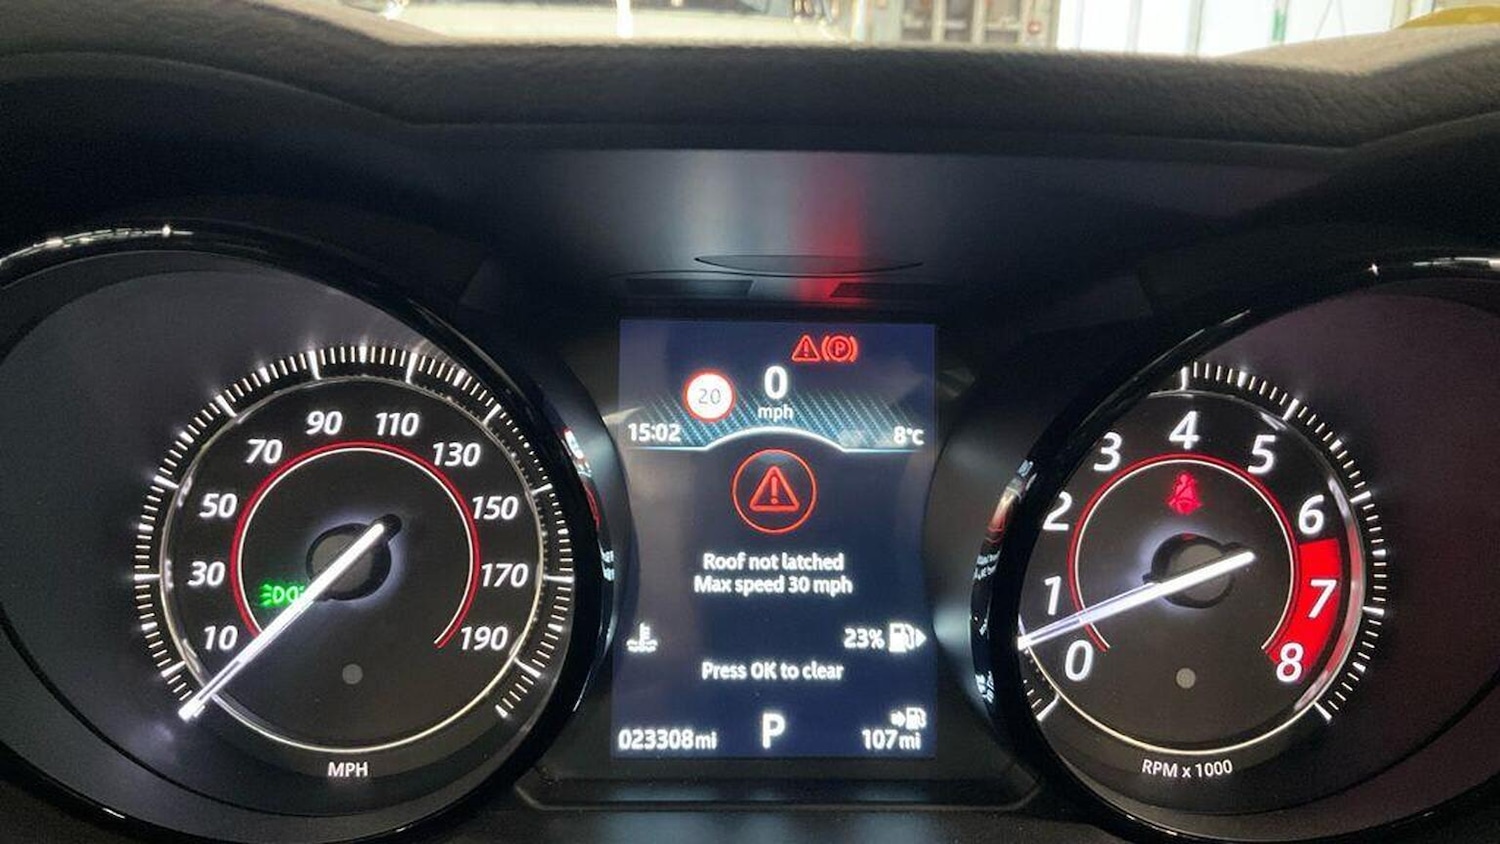 10
30
50
70
90
110
130
150
170
190
MPH
20
0
mph
15:02
8°C
Roof not latched
Max speed 30 mph
23%
Press OK to clear
023308mi
P
107mi
0
1
2
3
4
5
6
7
8
RPM x 1000